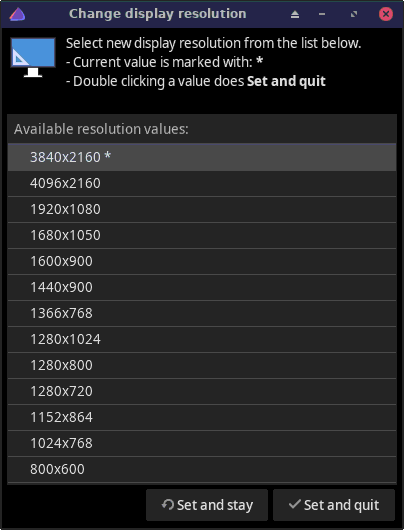 Change display resolution
Select new display resolution from the list below.
- Current value is marked with: *
- Double clicking a value does Set and quit
Available resolution values:
3840x2160 *
4096x2160
1920x1080
1680x1050
1600x900
1440x900
1366x768
1280x1024
1280x800
1280x720
1152x864
1024x768
800x600
Set and stay
Set and quit